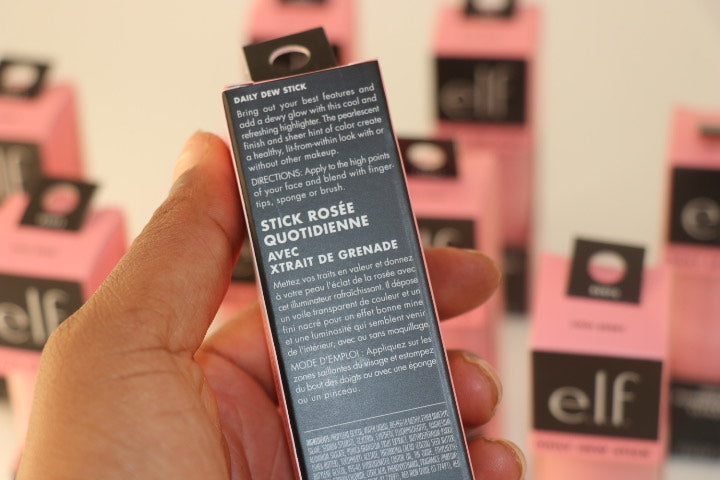 DAILY DEW STICK
Bring out your best features and
add a dewy glow with this cool and
refreshing highlighter. The pearlescent
finish and sheer hint of color create
a healthy, lit-from-within look with or
without other makeup.
DIRECTIONS: Apply to the high points
of your face and blend with finger-
tips, sponge or brush.
STICK ROSÉE
QUOTIDIENNE
AVEC
XTRAIT DE GRENADE
Mettez vos traits en valeur et donnez
à votre peau l'éclat de la rosée avec
cet illuminateur rafraîchissant. Il dépose
un voile transparent de couleur et un
fini nacré pour un effet bonne mine
et une luminosité qui semblent venir
de l'intérieur, avec ou sans maquillage.
MODE D'EMPLOI : Appliquez sur les
zones saillantes du visage et estompez
du bout des doigts ou avec une éponge
ou un pinceau.
elf
elf
elf
elf
elf